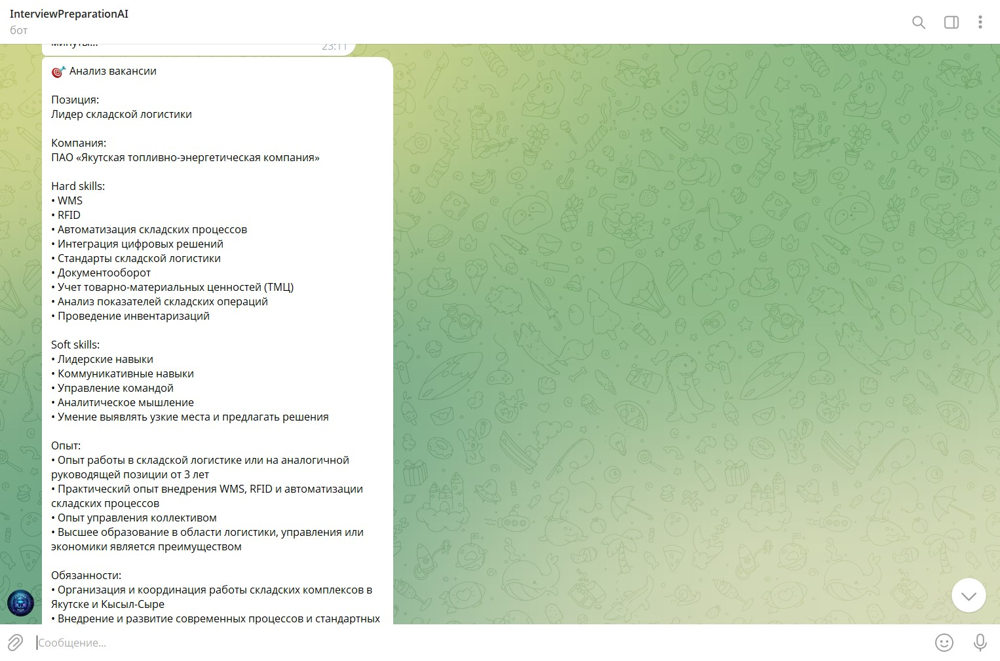 InterviewPreparationAI
бот
минуты...
23:11
🎯 Анализ вакансии
Позиция:
Лидер складской логистики
Компания:
ПАО «Якутская топливно-энергетическая компания»
Hard skills:
• WMS
• RFID
• Автоматизация складских процессов
• Интеграция цифровых решений
• Стандарты складской логистики
• Документооборот
• Учет товарно-материальных ценностей (ТМЦ)
• Анализ показателей складских операций
• Проведение инвентаризаций
Soft skills:
• Лидерские навыки
• Коммуникативные навыки
• Управление командой
• Аналитическое мышление
• Умение выявлять узкие места и предлагать решения
Опыт:
• Опыт работы в складской логистике или на аналогичной
руководящей позиции от 3 лет
• Практический опыт внедрения WMS, RFID и автоматизации
складских процессов
• Опыт управления коллективом
• Высшее образование в области логистики, управления или
экономики является преимуществом
Обязанности:
• Организация и координация работы складских комплексов в
Якутске и Кысыл-Сыре
• Внедрение и развитие современных процессов и стандартных
Сообщение...